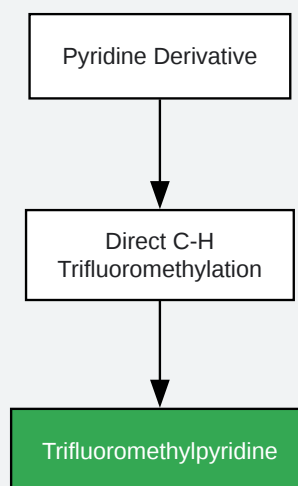 Pyridine Derivative
Direct C-H
Trifluoromethylation
Trifluoromethylpyridine